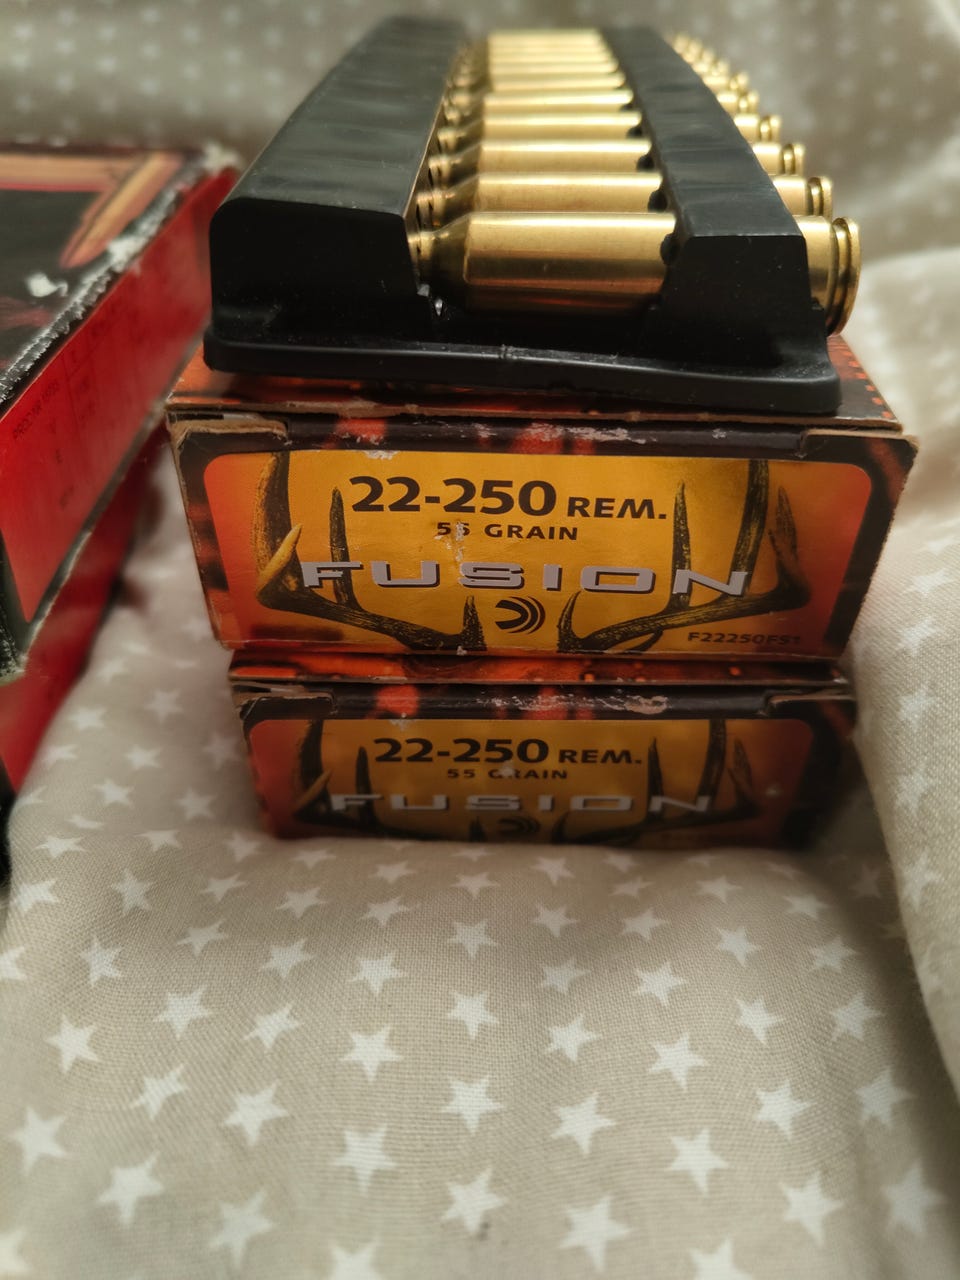 22-250 REM.
55 GRAIN
FUSION
F22250FS1
22-250 REM.
55 GRAIN
FUSION